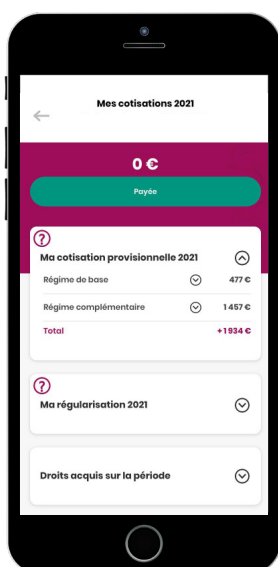 Mes cotisations 2021
0 €
Payée
?
Ma cotisation provisionnelle 2021
Régime de base 477 €
Régime complémentaire 1 457 €
Total +1 934 €
?
Ma régularisation 2021
Droits acquis sur la période